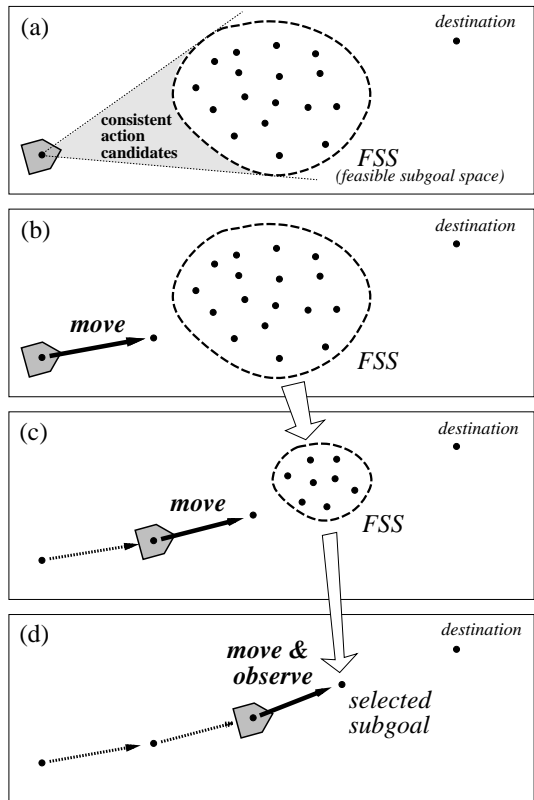 (a)
destination
consistent
action
candidates
FSS
(feasible subgoal space)
(b)
destination
move
FSS
(c)
destination
move
FSS
(d)
destination
move &
observe
selected
subgoal